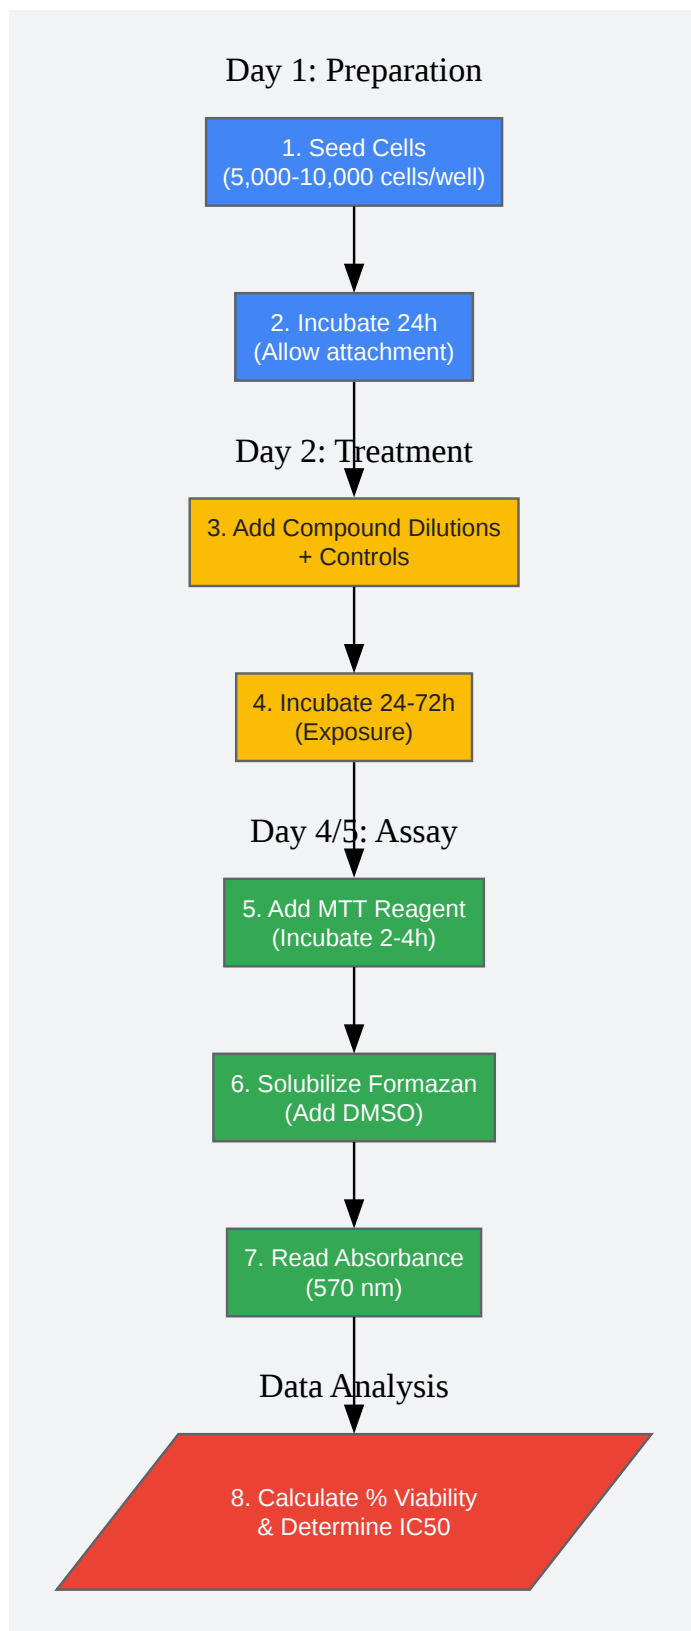 Day 1: Preparation
1. Seed Cells
(5,000-10,000 cells/well)
2. Incubate 24h
(Allow attachment)
Day 2: Treatment
3. Add Compound Dilutions
+ Controls
4. Incubate 24-72h
(Exposure)
Day 4/5: Assay
5. Add MTT Reagent
(Incubate 2-4h)
6. Solubilize Formazan
(Add DMSO)
7. Read Absorbance
(570 nm)
Data Analysis
8. Calculate % Viability
& Determine IC50